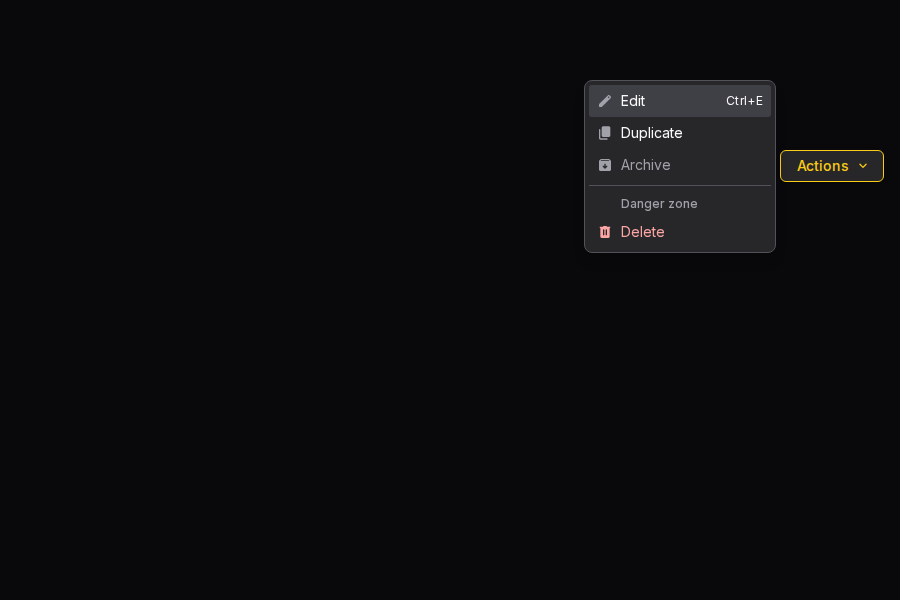 Edit Ctrl+E
Duplicate
Archive
Actions
Danger zone
Delete